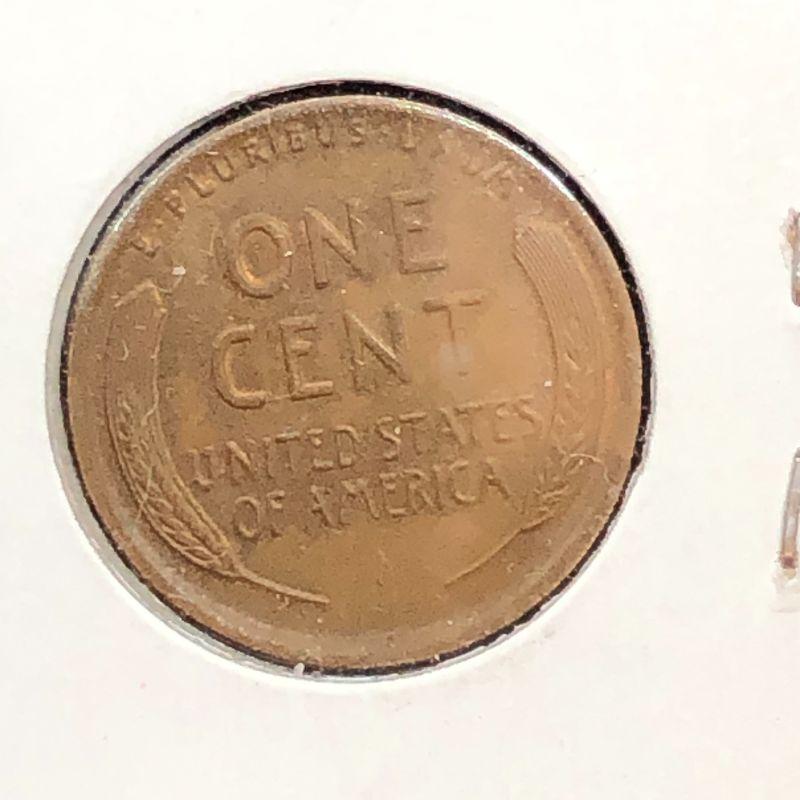 E·PLURIBUS·UNUM
ONE
CENT
UNITED STATES
OF AMERICA